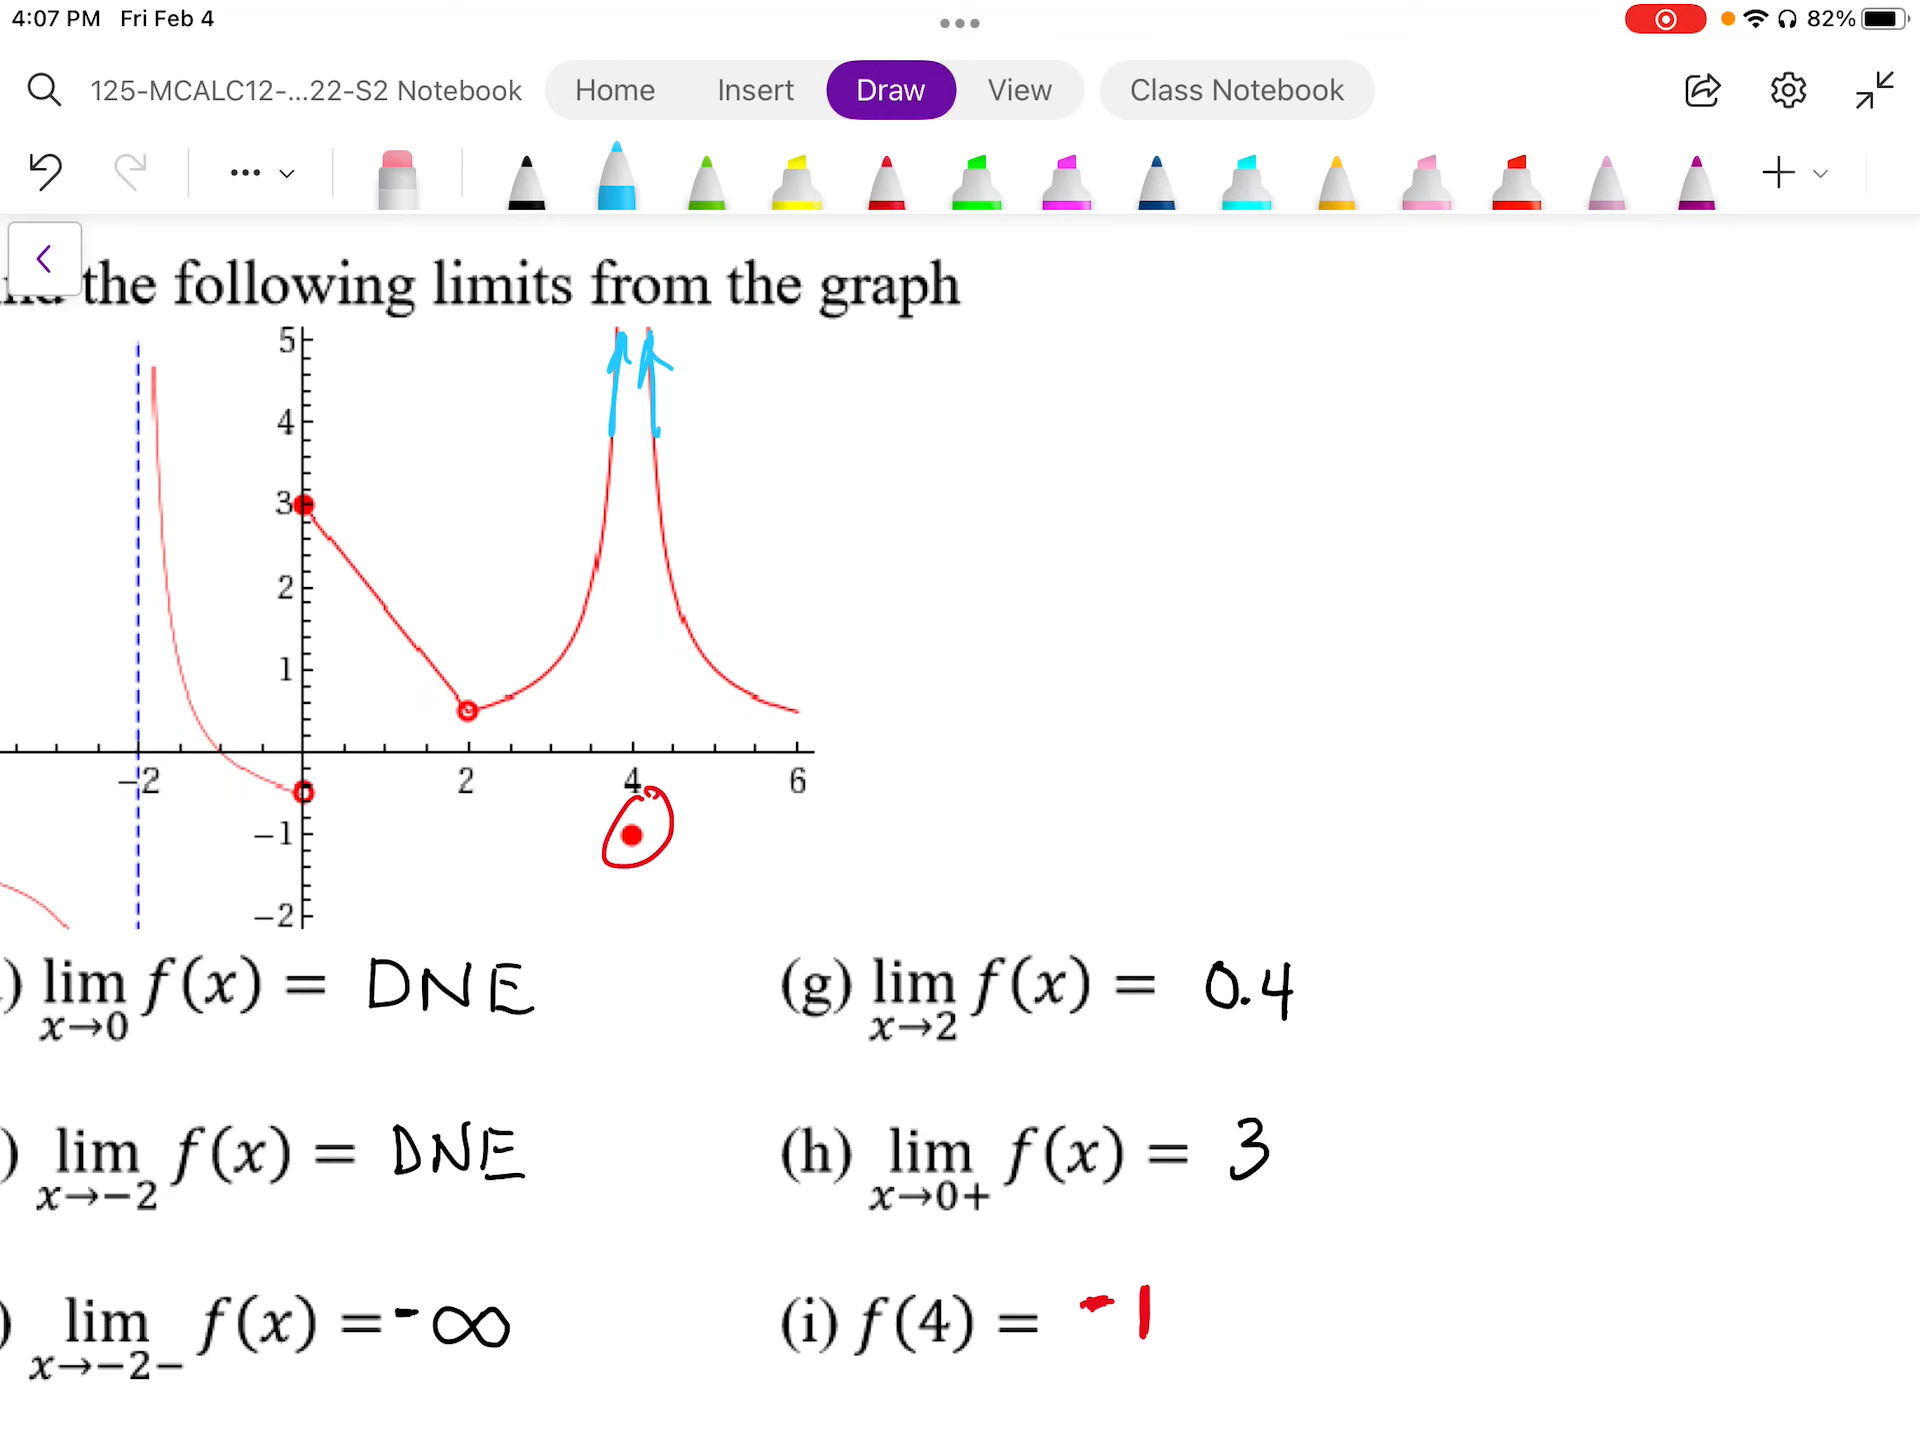 4:07 PM Fri Feb 4
82%
125-MCALC12-...22-S2 Notebook Home Insert Draw View Class Notebook
the following limits from the graph
5
4
3
2
1
-2 2 4 6
-1
-2
) lim x→0 f(x) = DNE
(g) lim x→2 f(x) = 0.4
) lim x→-2 f(x) = DNE
(h) lim x→0+ f(x) = 3
) lim x→-2- f(x) = -∞
(i) f(4) = -1